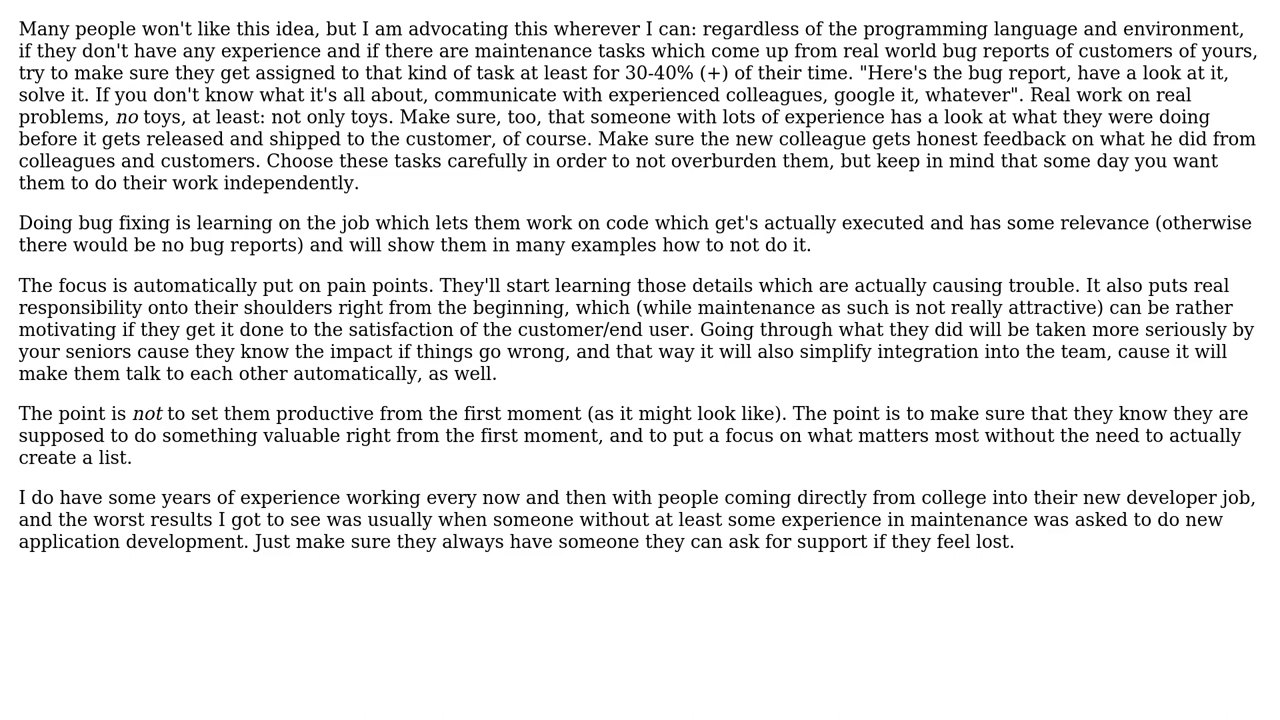 Many people won't like this idea, but I am advocating this wherever I can: regardless of the programming language and environment,
if they don't have any experience and if there are maintenance tasks which come up from real world bug reports of customers of yours,
try to make sure they get assigned to that kind of task at least for 30-40% (+) of their time. "Here's the bug report, have a look at it,
solve it. If you don't know what it's all about, communicate with experienced colleagues, google it, whatever". Real work on real
problems, no toys, at least: not only toys. Make sure, too, that someone with lots of experience has a look at what they were doing
before it gets released and shipped to the customer, of course. Make sure the new colleague gets honest feedback on what he did from
colleagues and customers. Choose these tasks carefully in order to not overburden them, but keep in mind that some day you want
them to do their work independently.
Doing bug fixing is learning on the job which lets them work on code which get's actually executed and has some relevance (otherwise
there would be no bug reports) and will show them in many examples how to not do it.
The focus is automatically put on pain points. They'll start learning those details which are actually causing trouble. It also puts real
responsibility onto their shoulders right from the beginning, which (while maintenance as such is not really attractive) can be rather
motivating if they get it done to the satisfaction of the customer/end user. Going through what they did will be taken more seriously by
your seniors cause they know the impact if things go wrong, and that way it will also simplify integration into the team, cause it will
make them talk to each other automatically, as well.
The point is not to set them productive from the first moment (as it might look like). The point is to make sure that they know they are
supposed to do something valuable right from the first moment, and to put a focus on what matters most without the need to actually
create a list.
I do have some years of experience working every now and then with people coming directly from college into their new developer job,
and the worst results I got to see was usually when someone without at least some experience in maintenance was asked to do new
application development. Just make sure they always have someone they can ask for support if they feel lost.